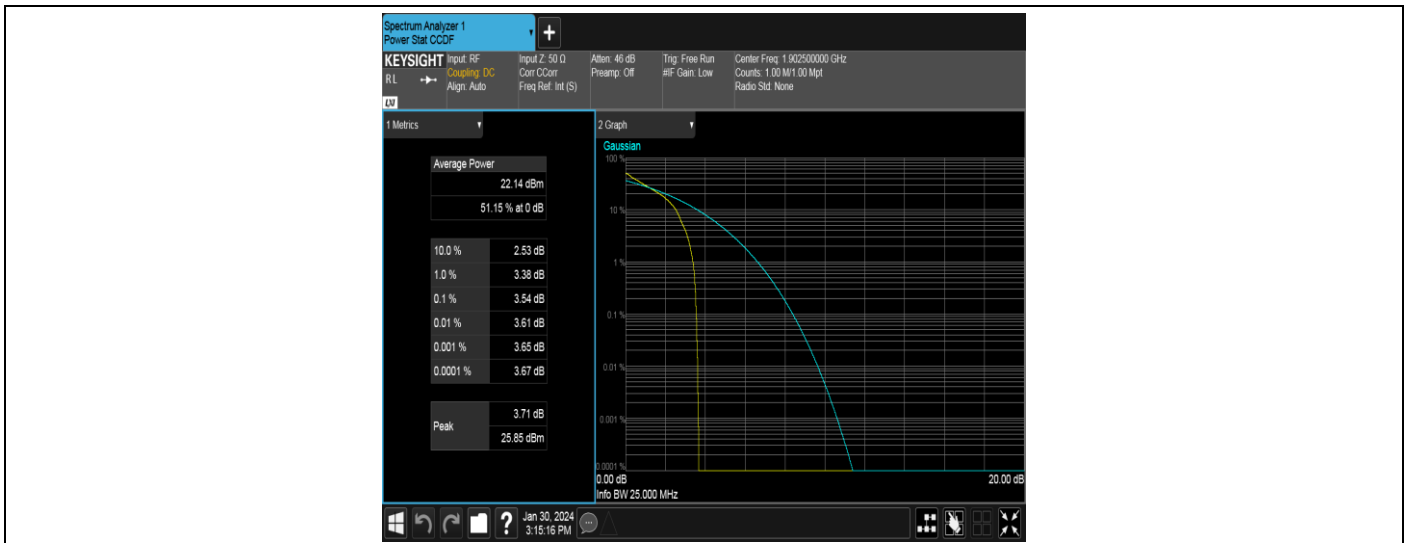 Spectrum Analyzer 1
Power Stat CCDF
+
KEYSIGHT
RL
LXI
Input: RF
Coupling: DC
Align: Auto
Input Z: 50 Ω
Corr CCorr
Freq Ref: Int (S)
Atten: 46 dB
Preamp: Off
Trig: Free Run
#IF Gain: Low
Center Freq: 1.902500000 GHz
Counts: 1.00 M/1.00 Mpt
Radio Std: None
1 Metrics
Average Power
22.14 dBm
51.15 % at 0 dB
10.0 % 2.53 dB
1.0 % 3.38 dB
0.1 % 3.54 dB
0.01 % 3.61 dB
0.001 % 3.65 dB
0.0001 % 3.67 dB
Peak
3.71 dB
25.85 dBm
2 Graph
Gaussian
100 %
10 %
1 %
0.1 %
0.01 %
0.001 %
0.0001 %
0.00 dB 20.00 dB
Info BW 25.000 MHz
?
Jan 30, 2024
3:15:16 PM